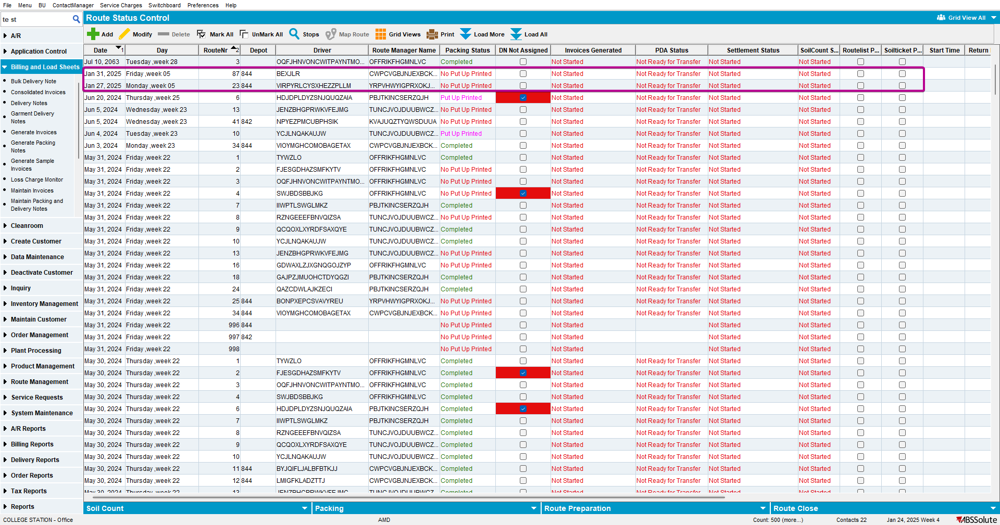 File Menu BU ContactManager Service Charges Switchboard Preferences Help
te st
Route Status Control Grid View All
Add Modify Delete Mark All UnMark All Stops Map Route Grid Views Print Load More Load All
A/R
Application Control
Billing and Load Sheets
Bulk Delivery Note
Consolidated Invoices
Delivery Notes
Garment Delivery
Notes
Generate Invoices
Generate Packing
Notes
Generate Sample
Invoices
Loss Charge Monitor
Maintain Invoices
Maintain Packing and
Delivery Notes
Cleanroom
Create Customer
Data Maintenance
Deactivate Customer
Inquiry
Inventory Management
Maintain Customer
Order Management
Plant Processing
Product Management
Route Management
Service Requests
System Maintenance
A/R Reports
Billing Reports
Delivery Reports
Order Reports
Tax Reports
Reports
Date 1 Day RouteNr 2 Depot Driver Route Manager Name Packing Status DN Not Assigned Invoices Generated PDA Status Settlement Status SoilCount S... Routelist P... Soilticket P... Start Time Return
Jul 10, 2063 Tuesday ,week 28 3 OQFJHNVONCWITPAYNTMO... OFFRIKFHGMNLVC Completed Not Started Not Ready for Transfer Not Started Not Started
Jan 31, 2025 Friday ,week 05 87 844 BEXJLR CWPCVGBJNJEXBCK... No Put Up Printed Not Started Not Ready for Transfer Not Started Not Started
Jan 27, 2025 Monday ,week 05 23 844 VIRPYRLCYSXHEZZPLLM YRPVHWYIGPRXOKJ... No Put Up Printed Not Started Not Ready for Transfer Not Started Not Started
Jun 20, 2024 Thursday ,week 25 6 HDJDPLDYZSNJQUQZAIA PBJTKINCSERZQJH Put Up Printed Not Started Not Ready for Transfer Not Started Not Started
Jun 5, 2024 Wednesday ,week 23 13 JENZBHGPRWKVFEJMG TUNCJVOJDUUBWCZ... No Put Up Printed Not Started Not Ready for Transfer Not Started Not Started
Jun 5, 2024 Wednesday ,week 23 41 842 NPYEZPMCUBPHSIK KVAJUQZTYQWSDUUA No Put Up Printed Not Started Not Ready for Transfer Not Started Not Started
Jun 4, 2024 Tuesday ,week 23 10 YCJLNQAKAUJW TUNCJVOJDUUBWCZ... Put Up Printed Not Started Not Ready for Transfer Not Started Not Started
Jun 3, 2024 Monday ,week 23 34 844 VIOYMGHCOMOBAGETAX CWPCVGBJNJEXBCK... Completed Not Started Not Ready for Transfer Not Started Not Started
May 31, 2024 Friday ,week 22 1 TYWZLO OFFRIKFHGMNLVC Completed Not Started Not Ready for Transfer Not Started Not Started
May 31, 2024 Friday ,week 22 2 FJESGDHAZSMFKYTV OFFRIKFHGMNLVC No Put Up Printed Not Started Not Ready for Transfer Not Started Not Started
May 31, 2024 Friday ,week 22 3 OQFJHNVONCWITPAYNTMO... OFFRIKFHGMNLVC No Put Up Printed Not Started Not Ready for Transfer Not Started Not Started
May 31, 2024 Friday ,week 22 4 SWJBDSBBJKG OFFRIKFHGMNLVC No Put Up Printed Not Started Not Ready for Transfer Not Started Not Started
May 31, 2024 Friday ,week 22 7 IIWPTLSWGLMKZ PBJTKINCSERZQJH Completed Not Started Not Ready for Transfer Not Started Not Started
May 31, 2024 Friday ,week 22 8 RZNGEEEFBNVQIZSA TUNCJVOJDUUBWCZ... No Put Up Printed Not Started Not Ready for Transfer Not Started Not Started
May 31, 2024 Friday ,week 22 9 QCQOXLXYRDFSAXQYE TUNCJVOJDUUBWCZ... Completed Not Started Not Ready for Transfer Not Started Not Started
May 31, 2024 Friday ,week 22 10 YCJLNQAKAUJW TUNCJVOJDUUBWCZ... Completed Not Started Not Ready for Transfer Not Started Not Started
May 31, 2024 Friday ,week 22 13 JENZBHGPRWKVFEJMG TUNCJVOJDUUBWCZ... No Put Up Printed Not Started Not Ready for Transfer Not Started Not Started
May 31, 2024 Friday ,week 22 16 GDWAXLZJXGNQGOJZYP OFFRIKFHGMNLVC No Put Up Printed Not Started Not Ready for Transfer Not Started Not Started
May 31, 2024 Friday ,week 22 18 GAJPZJMUOHCTDYQGZI PBJTKINCSERZQJH Completed Not Started Not Ready for Transfer Not Started Not Started
May 31, 2024 Friday ,week 22 24 QAZCDWLAJKZECI PBJTKINCSERZQJH Completed Not Started Not Ready for Transfer Not Started Not Started
May 31, 2024 Friday ,week 22 25 844 BONPXEPCSVAVYREU YRPVHWYIGPRXOKJ... No Put Up Printed Not Started Not Ready for Transfer Not Started Not Started
May 31, 2024 Friday ,week 22 34 844 VIOYMGHCOMOBAGETAX CWPCVGBJNJEXBCK... No Put Up Printed Not Started Not Ready for Transfer Not Started Not Started
May 31, 2024 Friday ,week 22 996 844 No Put Up Printed Not Started Not Started Not Started
May 31, 2024 Friday ,week 22 997 842 No Put Up Printed Not Started Not Started Not Started
May 31, 2024 Friday ,week 22 998 No Put Up Printed Not Started Not Started Not Started
May 30, 2024 Thursday ,week 22 1 TYWZLO OFFRIKFHGMNLVC Completed Not Started Not Ready for Transfer Not Started Not Started
May 30, 2024 Thursday ,week 22 2 FJESGDHAZSMFKYTV OFFRIKFHGMNLVC Completed Not Started Not Ready for Transfer Not Started Not Started
May 30, 2024 Thursday ,week 22 3 OQFJHNVONCWITPAYNTMO... OFFRIKFHGMNLVC Completed Not Started Not Ready for Transfer Not Started Not Started
May 30, 2024 Thursday ,week 22 4 SWJBDSBBJKG OFFRIKFHGMNLVC Completed Not Started Not Ready for Transfer Not Started Not Started
May 30, 2024 Thursday ,week 22 6 HDJDPLDYZSNJQUQZAIA PBJTKINCSERZQJH Completed Not Started Not Ready for Transfer Not Started Not Started
May 30, 2024 Thursday ,week 22 7 IIWPTLSWGLMKZ PBJTKINCSERZQJH Completed Not Started Not Ready for Transfer Not Started Not Started
May 30, 2024 Thursday ,week 22 8 RZNGEEEFBNVQIZSA TUNCJVOJDUUBWCZ... Completed Not Started Not Ready for Transfer Not Started Not Started
May 30, 2024 Thursday ,week 22 9 QCQOXLXYRDFSAXQYE TUNCJVOJDUUBWCZ... Completed Not Started Not Ready for Transfer Not Started Not Started
May 30, 2024 Thursday ,week 22 10 YCJLNQAKAUJW TUNCJVOJDUUBWCZ... Completed Not Started Not Ready for Transfer Not Started Not Started
May 30, 2024 Thursday ,week 22 11 844 BYJQIFLJALBFBTKJJ CWPCVGBJNJEXBCK... Completed Not Started Not Ready for Transfer Not Started Not Started
May 30, 2024 Thursday ,week 22 12 844 LMIGFKLADZTTJ CWPCVGBJNJEXBCK... Completed Not Started Not Ready for Transfer Not Started Not Started
May 30, 2024 Thursday ,week 22 13 JENZBHGPRWKVFEJMG TUNCJVOJDUUBWCZ... Completed Not Started Not Ready for Transfer Not Started Not Started
Soil Count Packing Route Preparation Route Close
COLLEGE STATION - Office AMD Count: 500 (more...) Contacts 22 Jan 24, 2025 Week 4 ABSSolute